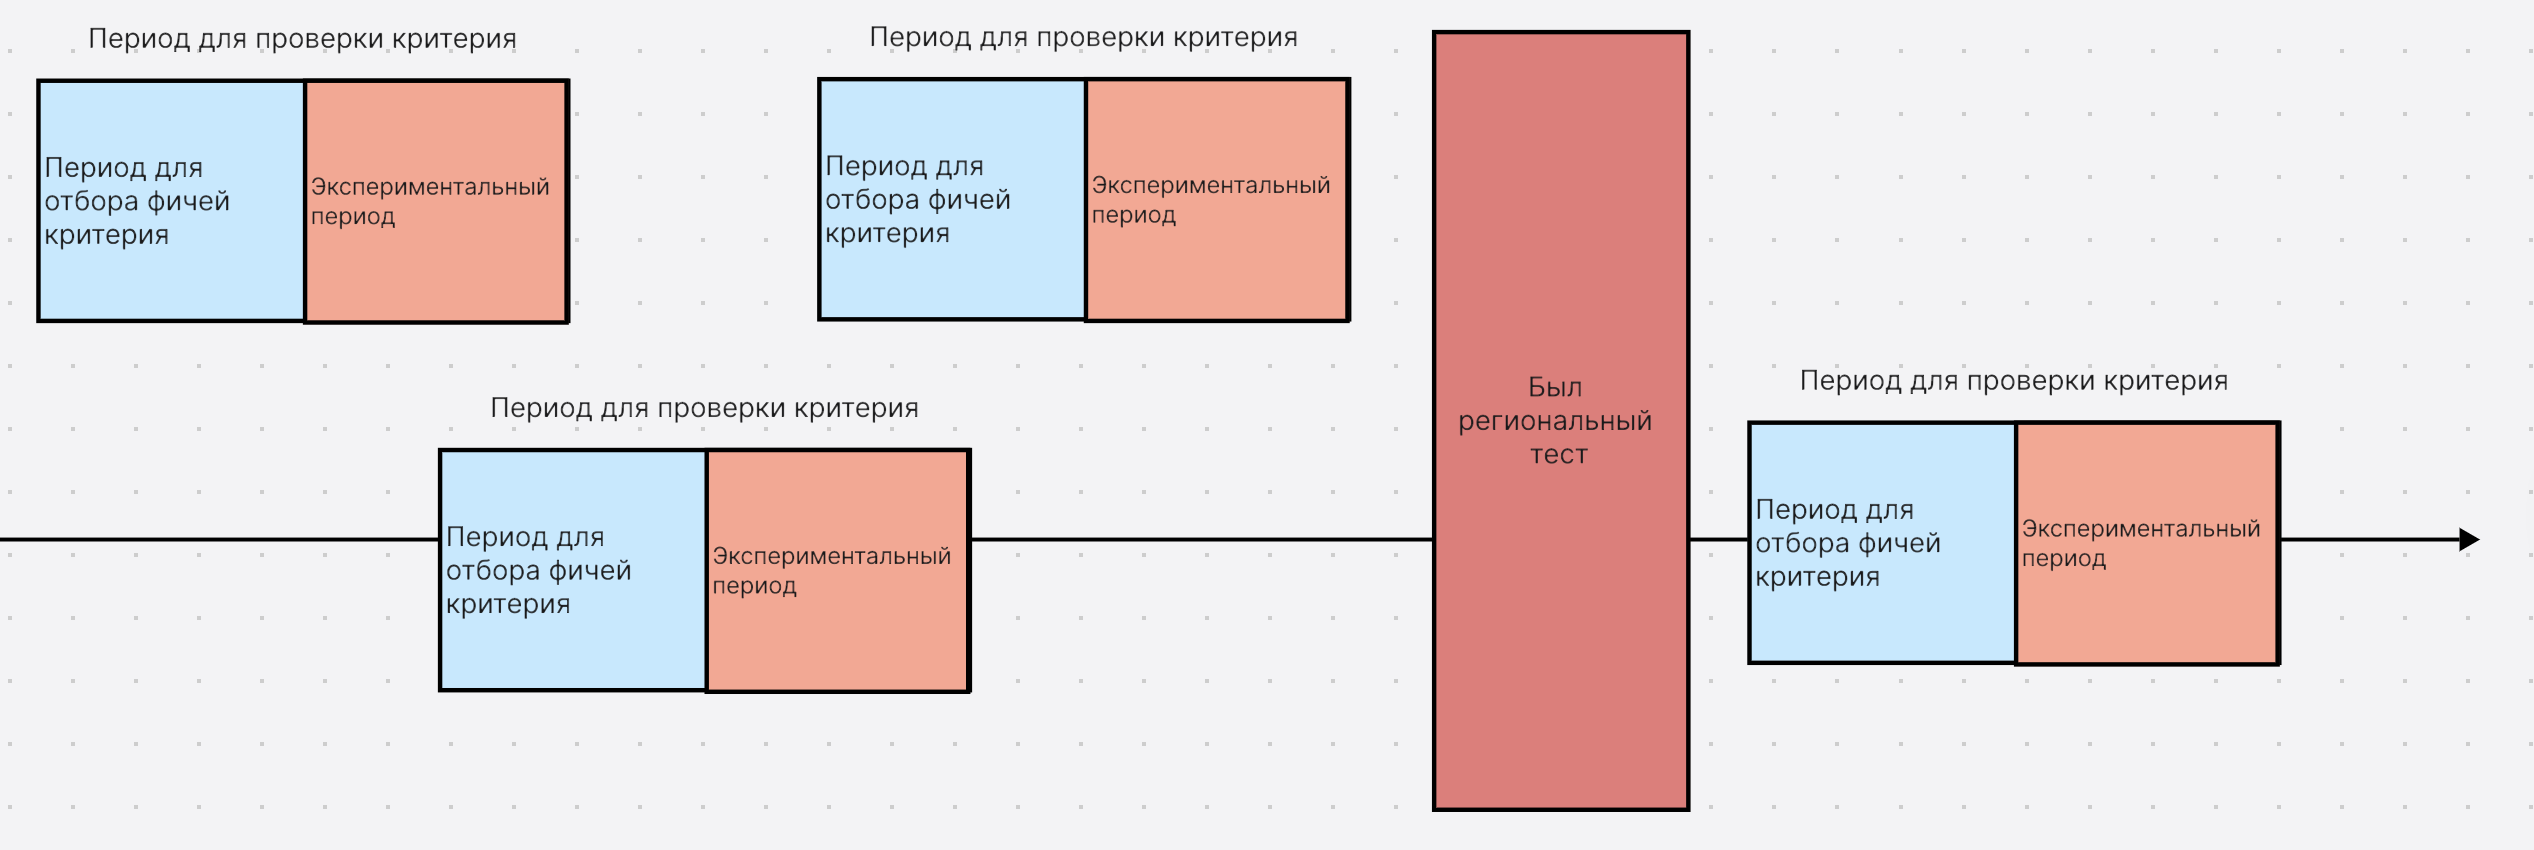 Период для проверки критерия
Период для
отбора фичей
критерия
Экспериментальный
период
Период для проверки критерия
Период для
отбора фичей
критерия
Экспериментальный
период
Период для проверки критерия
Период для
отбора фичей
критерия
Экспериментальный
период
Был
региональный
тест
Период для проверки критерия
Период для
отбора фичей
критерия
Экспериментальный
период